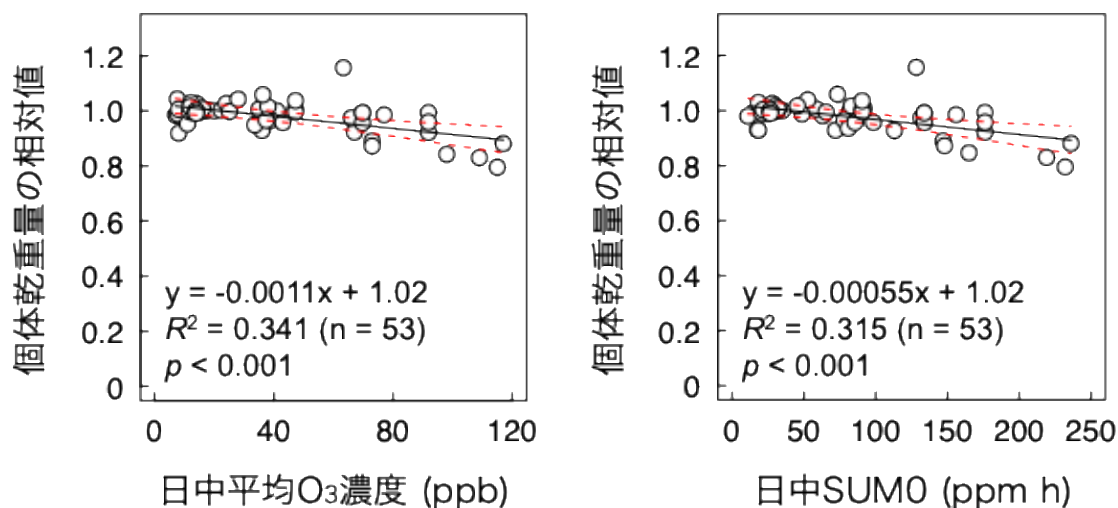 個体乾重量の相対値
1.2
1.0
0.8
0.6
0.4
0.2
0
y = -0.0011x + 1.02
R² = 0.341 (n = 53)
p < 0.001
0 40 80 120
日中平均O₃濃度 (ppb)
個体乾重量の相対値
1.2
1.0
0.8
0.6
0.4
0.2
0
y = -0.00055x + 1.02
R² = 0.315 (n = 53)
p < 0.001
0 50 100 150 200 250
日中SUM0 (ppm h)